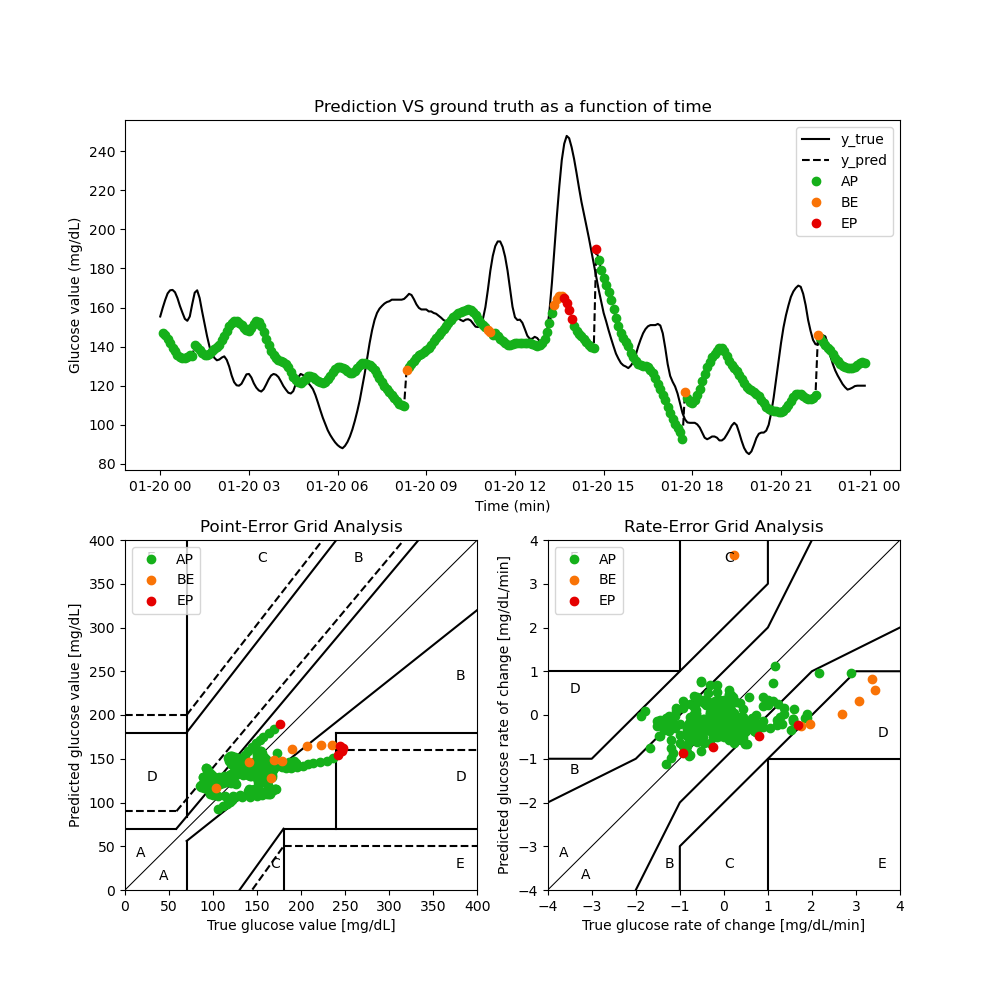 Prediction VS ground truth as a function of time
Glucose value (mg/dL)
240
220
200
180
160
140
120
100
80
y_true
y_pred
AP
BE
EP
01-20 00 01-20 03 01-20 06 01-20 09 01-20 12 01-20 15 01-20 18 01-20 21 01-21 00
Time (min)
Point-Error Grid Analysis
Predicted glucose value [mg/dL]
400
350
300
250
200
150
100
50
0
AP
BE
EP
C B
B
D D
A
A C E
0 50 100 150 200 250 300 350 400
True glucose value [mg/dL]
Rate-Error Grid Analysis
Predicted glucose rate of change [mg/dL/min]
4
3
2
1
0
−1
−2
−3
−4
AP
BE
EP
C
D
D
B
A
A B C E
−4 −3 −2 −1 0 1 2 3 4
True glucose rate of change [mg/dL/min]